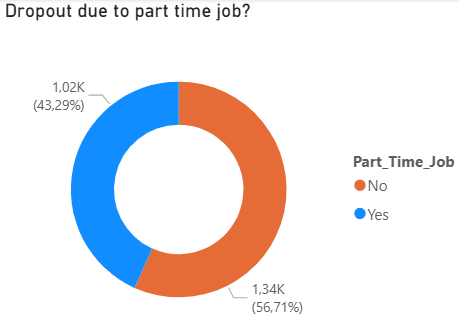 Dropout due to part time job?
1,02K
(43,29%)
Part_Time_Job
No
Yes
1,34K
(56,71%)